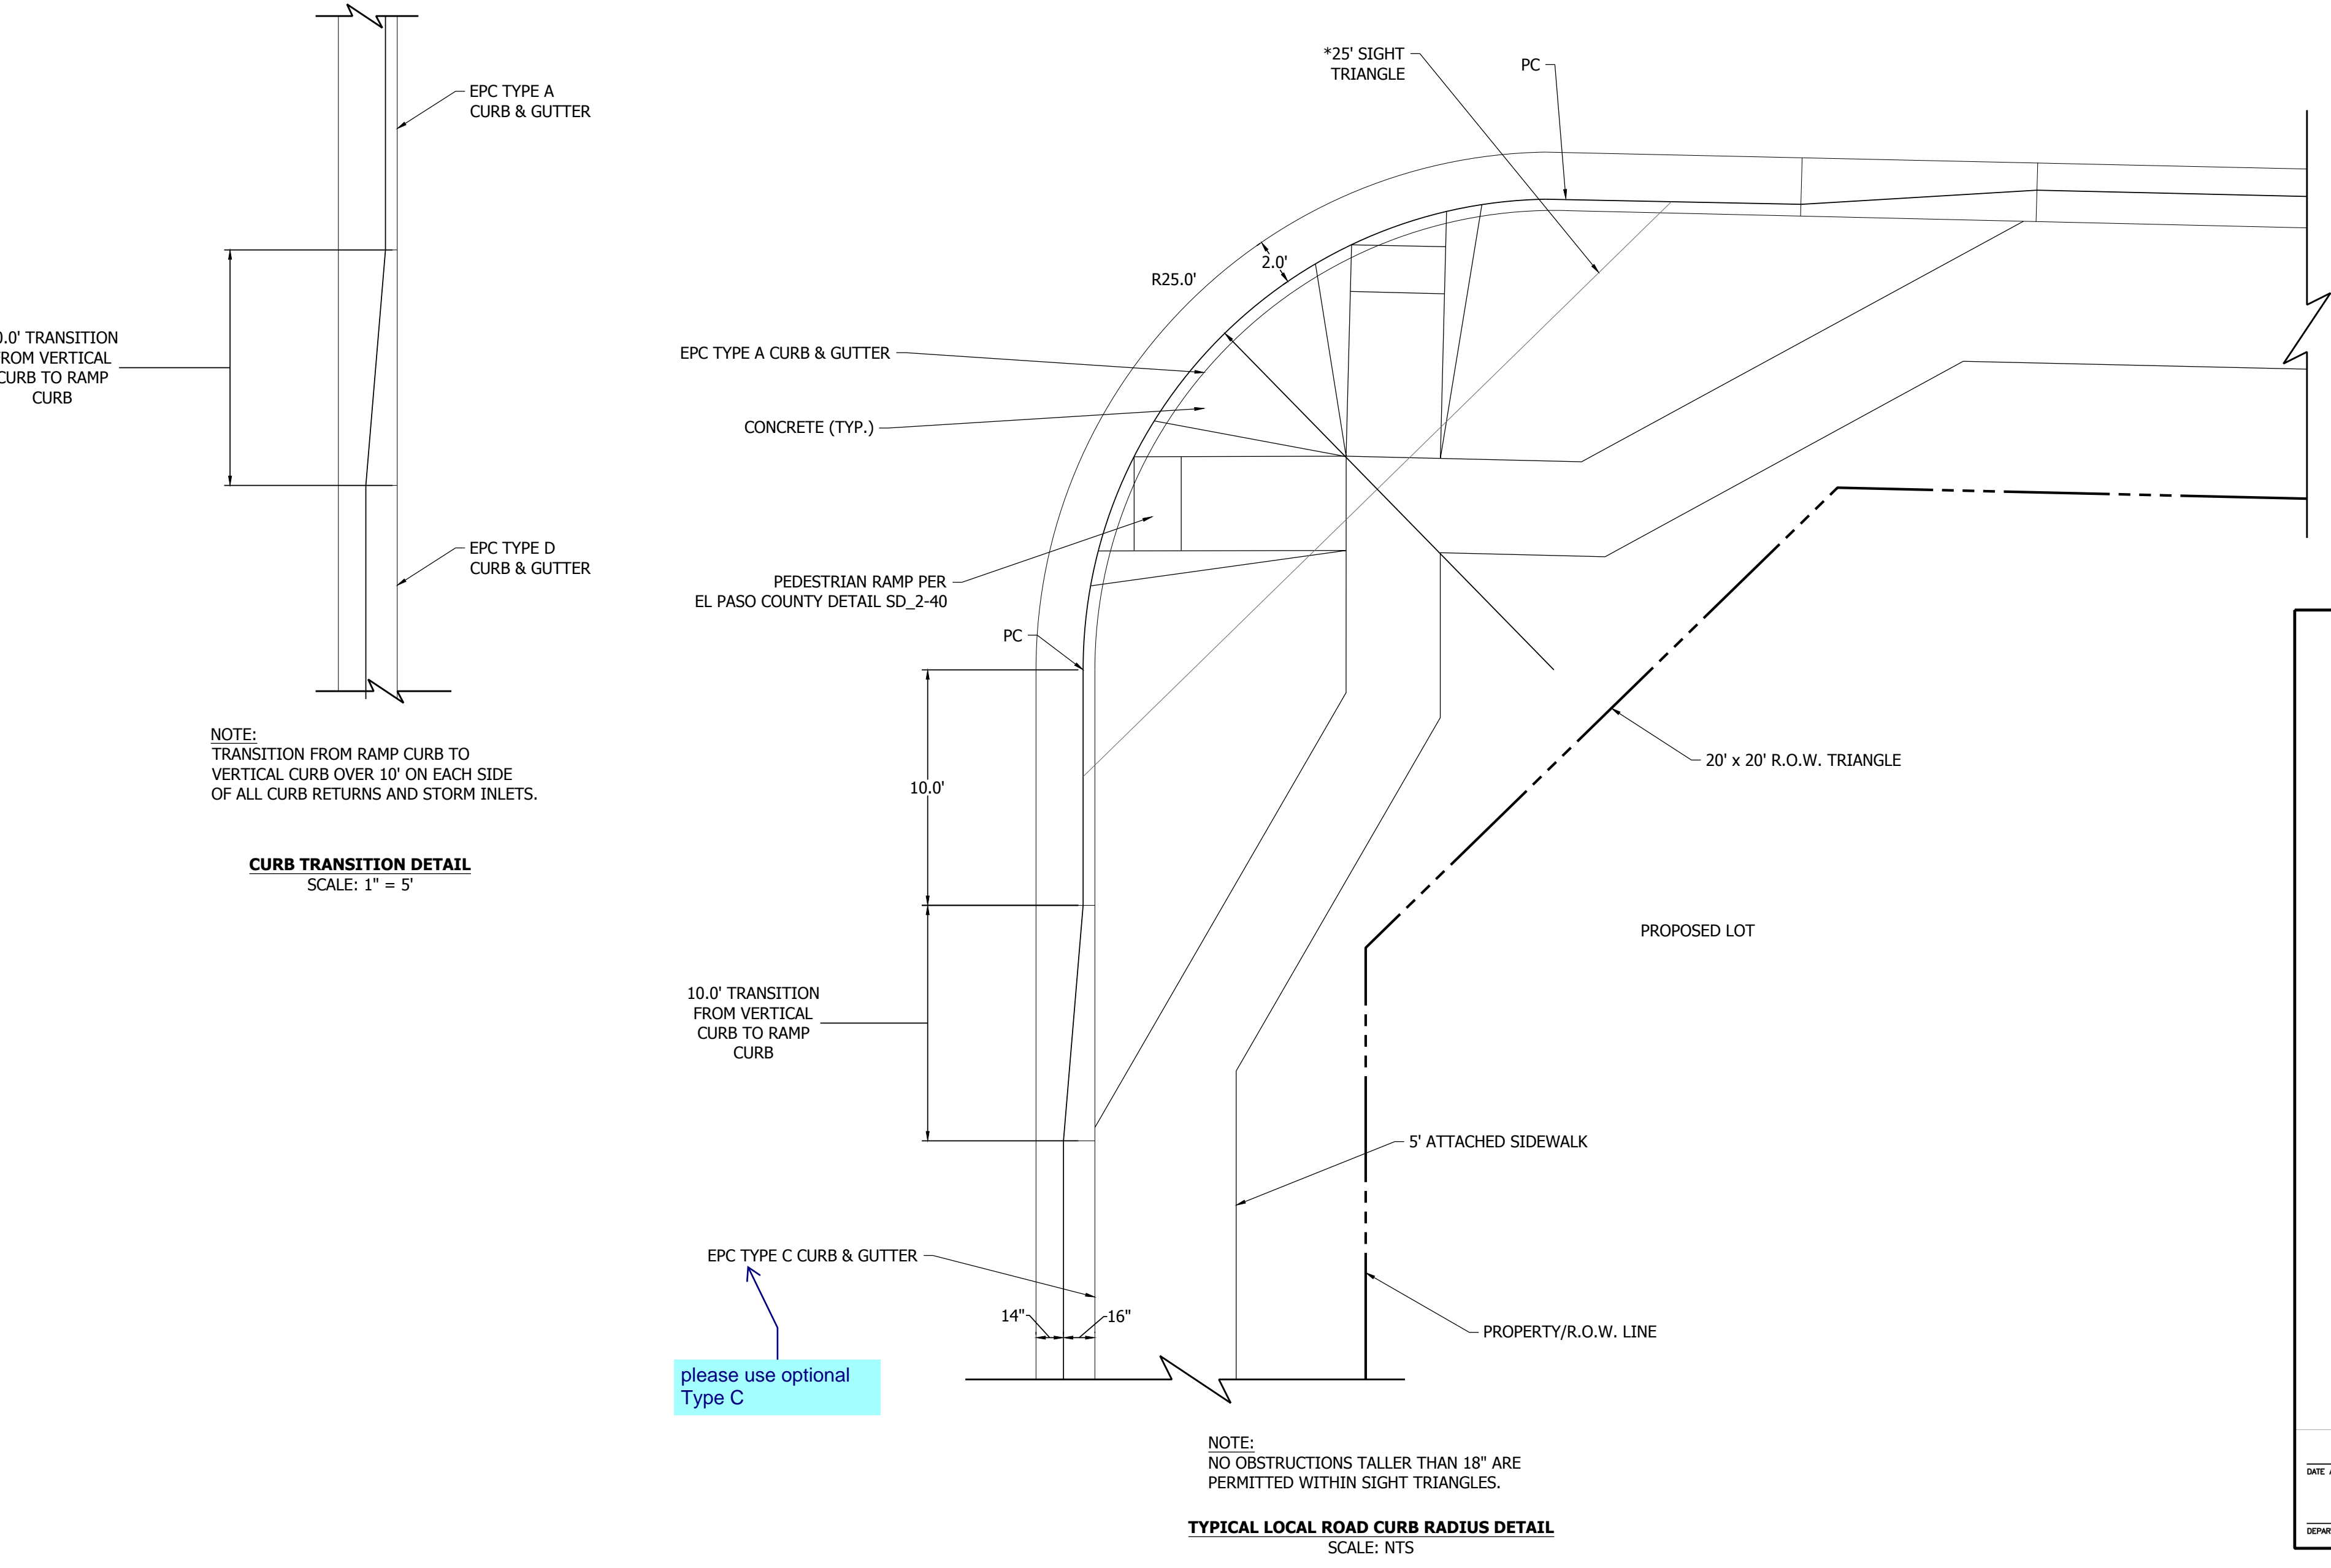 EPC TYPE A
CURB & GUTTER
0.0' TRANSITION
FROM VERTICAL
CURB TO RAMP
CURB
EPC TYPE D
CURB & GUTTER
NOTE:
TRANSITION FROM RAMP CURB TO
VERTICAL CURB OVER 10' ON EACH SIDE
OF ALL CURB RETURNS AND STORM INLETS.
CURB TRANSITION DETAIL
SCALE: 1" = 5'
*25' SIGHT
TRIANGLE
PC
2.0'
R25.0'
EPC TYPE A CURB & GUTTER
CONCRETE (TYP.)
PEDESTRIAN RAMP PER
EL PASO COUNTY DETAIL SD_2-40
PC
20' x 20' R.O.W. TRIANGLE
10.0'
PROPOSED LOT
10.0' TRANSITION
FROM VERTICAL
CURB TO RAMP
CURB
5' ATTACHED SIDEWALK
EPC TYPE C CURB & GUTTER
14"
16"
PROPERTY/R.O.W. LINE
please use optional
Type C
NOTE:
NO OBSTRUCTIONS TALLER THAN 18" ARE
PERMITTED WITHIN SIGHT TRIANGLES.
TYPICAL LOCAL ROAD CURB RADIUS DETAIL
SCALE: NTS
DATE
DEPAR